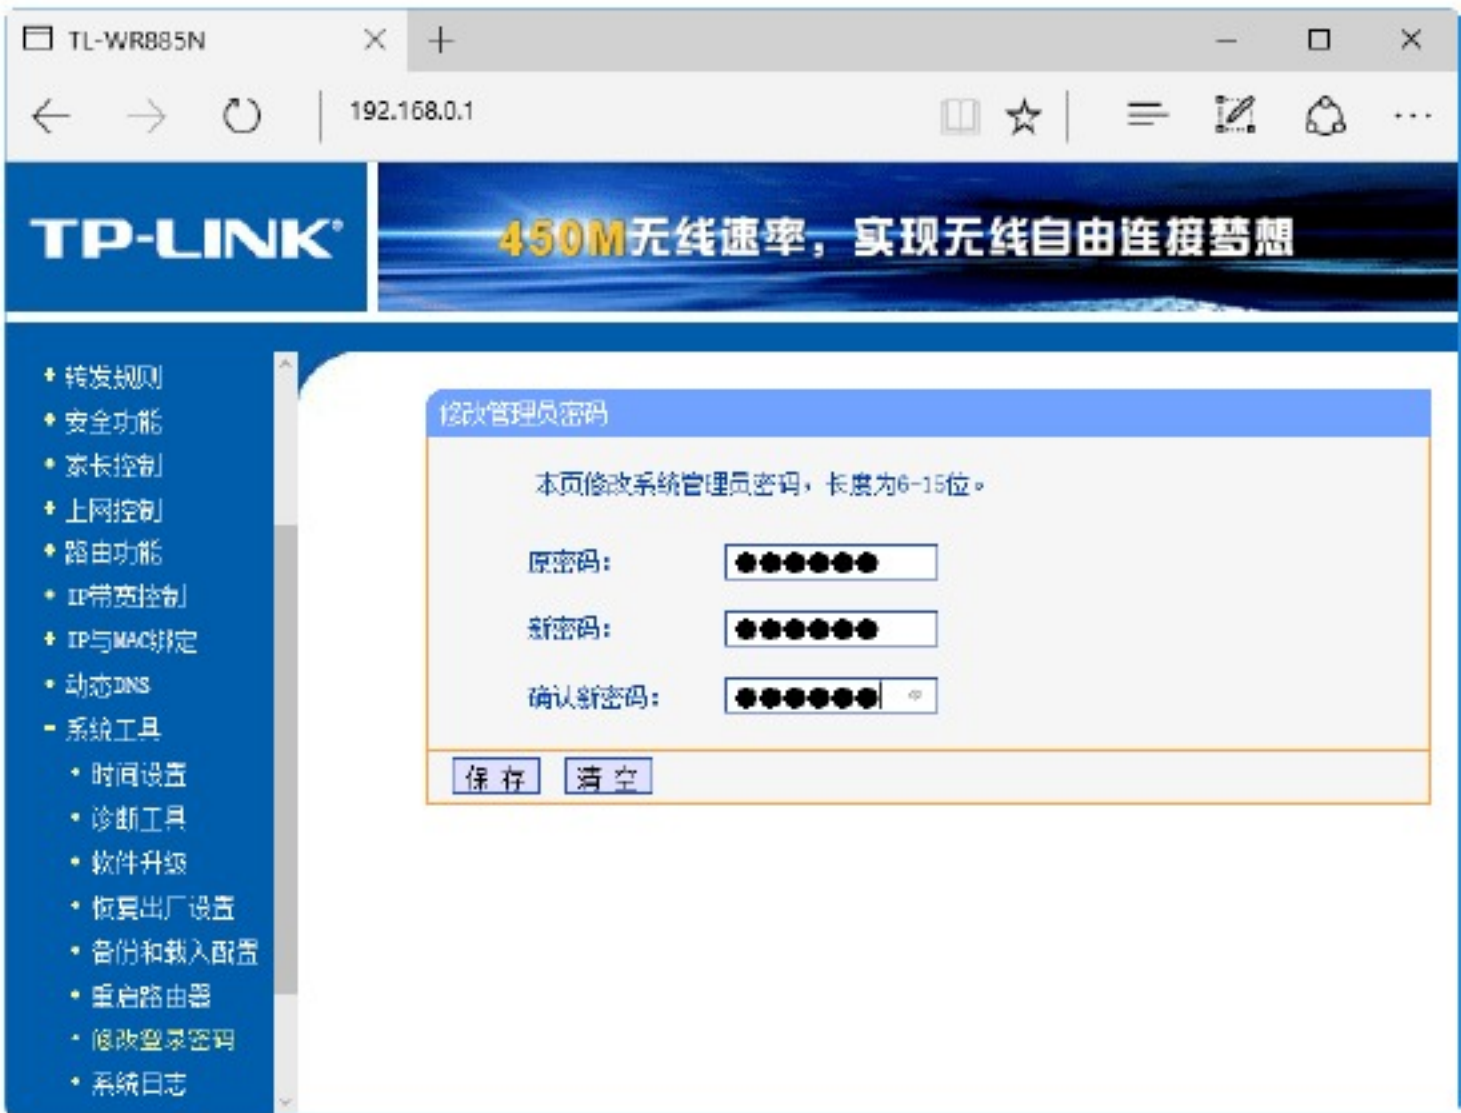 TL-WR885N
192.168.0.1
TP-LINK®
450M无线速率，实现无线自由连接梦想
转发规则
安全功能
家长控制
上网控制
路由功能
IP带宽控制
IP与MAC绑定
动态DNS
系统工具
时间设置
诊断工具
软件升级
恢复出厂设置
备份和载入配置
重启路由器
修改登录密码
系统日志
修改管理员密码
本页修改系统管理员密码，长度为6-15位。
原密码：
新密码：
确认新密码：
保 存 清 空